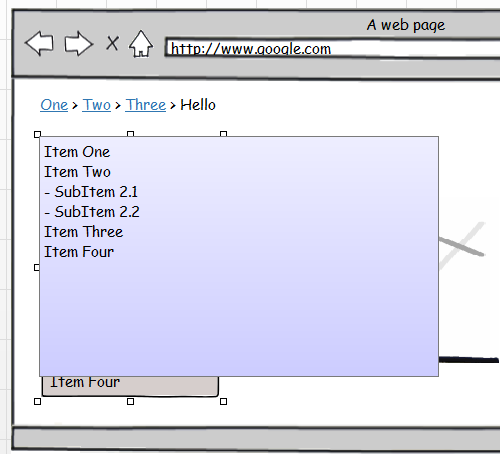 A web page
http://www.google.com
One > Two > Three > Hello
Item One
Item Two
- SubItem 2.1
- SubItem 2.2
Item Three
Item Four
Item Four